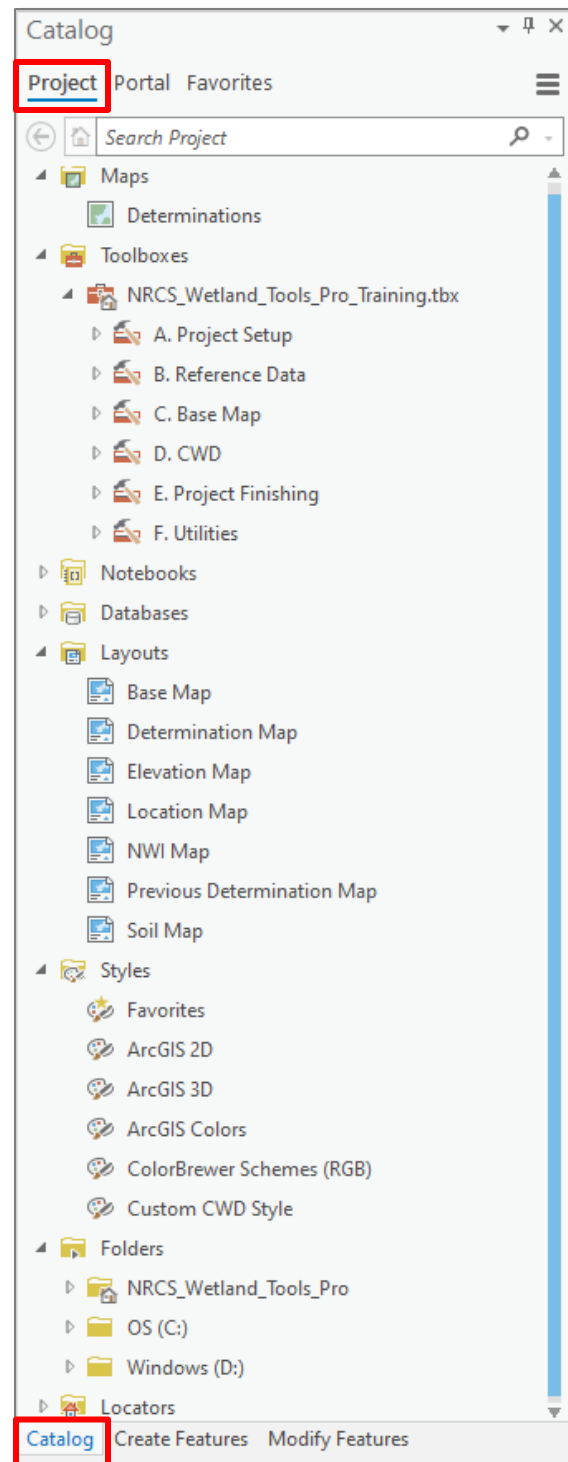 Catalog
Project Portal Favorites
Search Project
Maps
Determinations
Toolboxes
NRCS_Wetland_Tools_Pro_Training.tbx
A. Project Setup
B. Reference Data
C. Base Map
D. CWD
E. Project Finishing
F. Utilities
Notebooks
Databases
Layouts
Base Map
Determination Map
Elevation Map
Location Map
NWI Map
Previous Determination Map
Soil Map
Styles
Favorites
ArcGIS 2D
ArcGIS 3D
ArcGIS Colors
ColorBrewer Schemes (RGB)
Custom CWD Style
Folders
NRCS_Wetland_Tools_Pro
OS (C:)
Windows (D:)
Locators
Catalog Create Features Modify Features